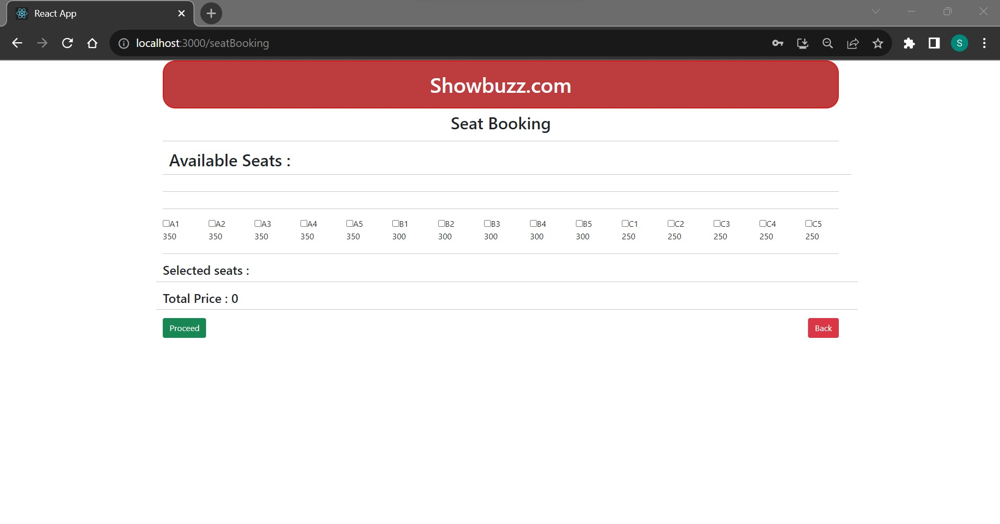 React App
localhost:3000/seatBooking
S
Showbuzz.com
Seat Booking
Available Seats :
A1 A2 A3 A4 A5 B1 B2 B3 B4 B5 C1 C2 C3 C4 C5
350 350 350 350 350 300 300 300 300 300 250 250 250 250 250
Selected seats :
Total Price : 0
Proceed Back